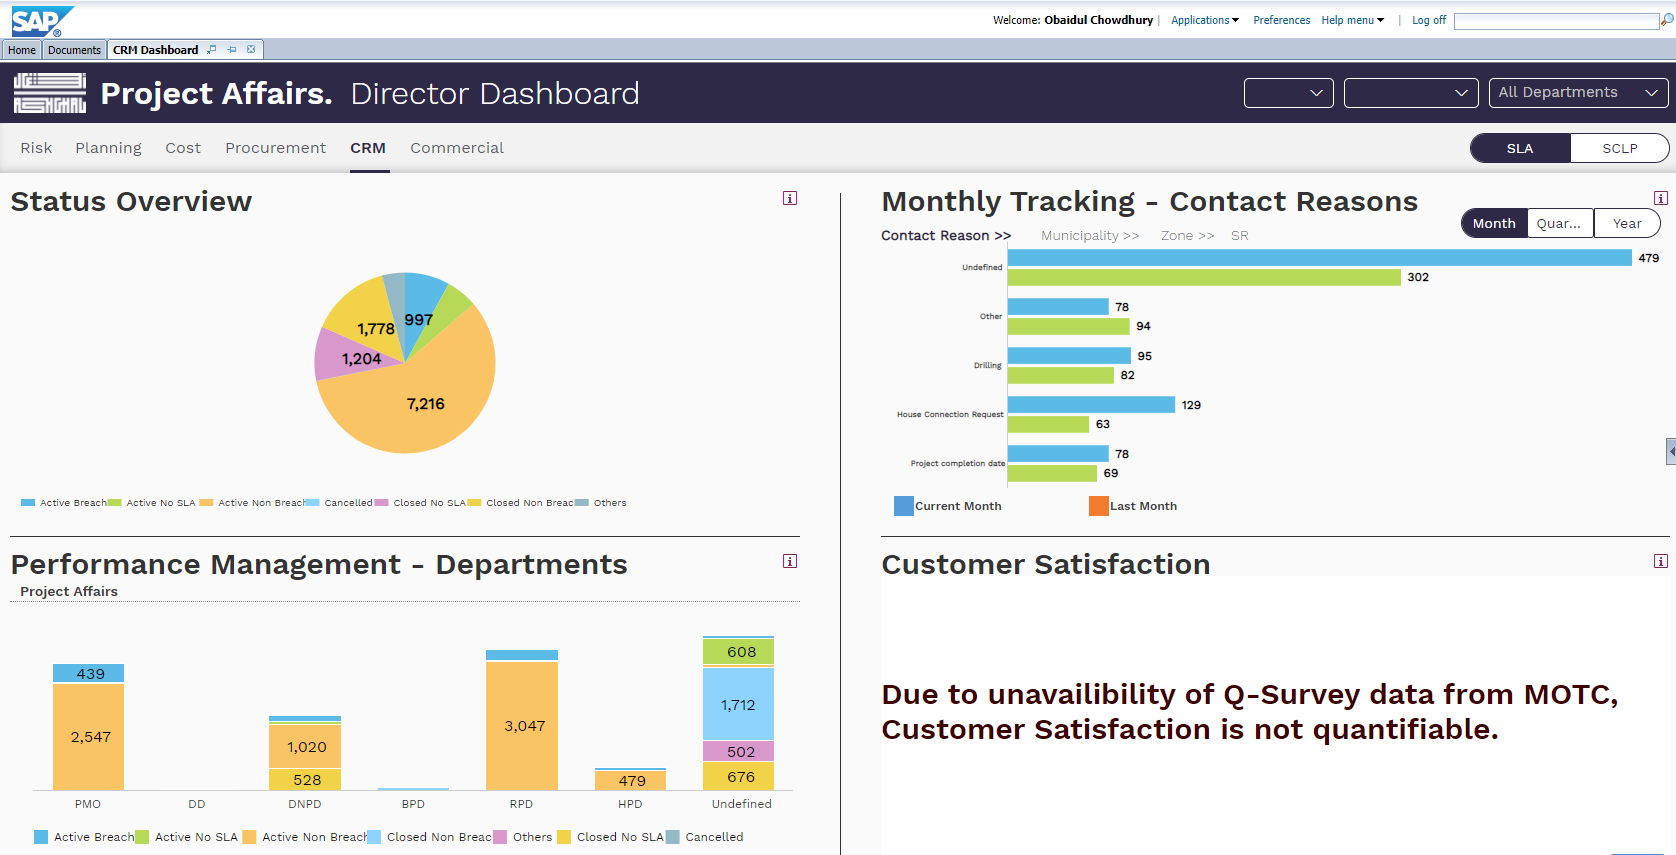 SAP ®
Welcome: Obaidul Chowdhury | Applications Preferences Help menu | Log off
Home Documents CRM Dashboard
ASHGHAL Project Affairs. Director Dashboard All Departments
Risk Planning Cost Procurement CRM Commercial SLA SCLP
Status Overview
997
1,778
1,204
7,216
Active Breach Active No SLA Active Non Breach Cancelled Closed No SLA Closed Non Breac Others
Monthly Tracking - Contact Reasons
Contact Reason >> Municipality >> Zone >> SR
Month Quar... Year
Undefined 479
302
Other 78
94
Drilling 95
82
House Connection Request 129
63
Project completion date 78
69
Current Month Last Month
Performance Management - Departments
Project Affairs
439
2,547
1,020
528
3,047
479
608
1,712
502
676
PMO DD DNPD BPD RPD HPD Undefined
Active Breach Active No SLA Active Non Breach Closed Non Breac Others Closed No SLA Cancelled
Customer Satisfaction
Due to unavailibility of Q-Survey data from MOTC,
Customer Satisfaction is not quantifiable.